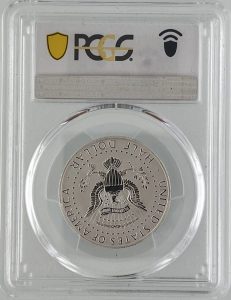 PCGS
UNITED STATES OF AMERICA
HALF DOLLAR